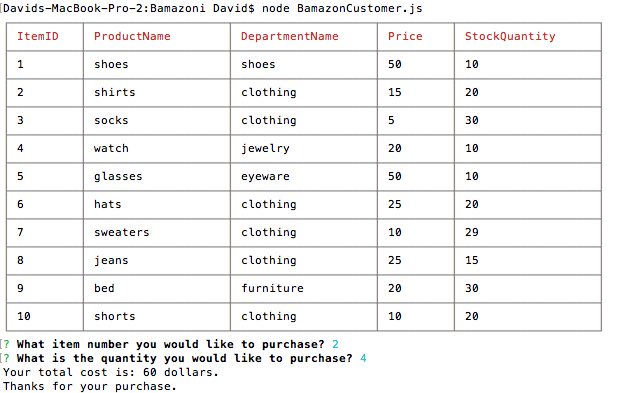 Davids-MacBook-Pro-2:Bamazoni David$ node BamazonCustomer.js
ItemID ProductName DepartmentName Price StockQuantity
1 shoes shoes 50 10
2 shirts clothing 15 20
3 socks clothing 5 30
4 watch jewelry 20 10
5 glasses eyeware 50 10
6 hats clothing 25 20
7 sweaters clothing 10 29
8 jeans clothing 25 15
9 bed furniture 20 30
10 shorts clothing 10 20
[? What item number you would like to purchase? 2
[? What is the quantity you would like to purchase? 4
Your total cost is: 60 dollars.
Thanks for your purchase.